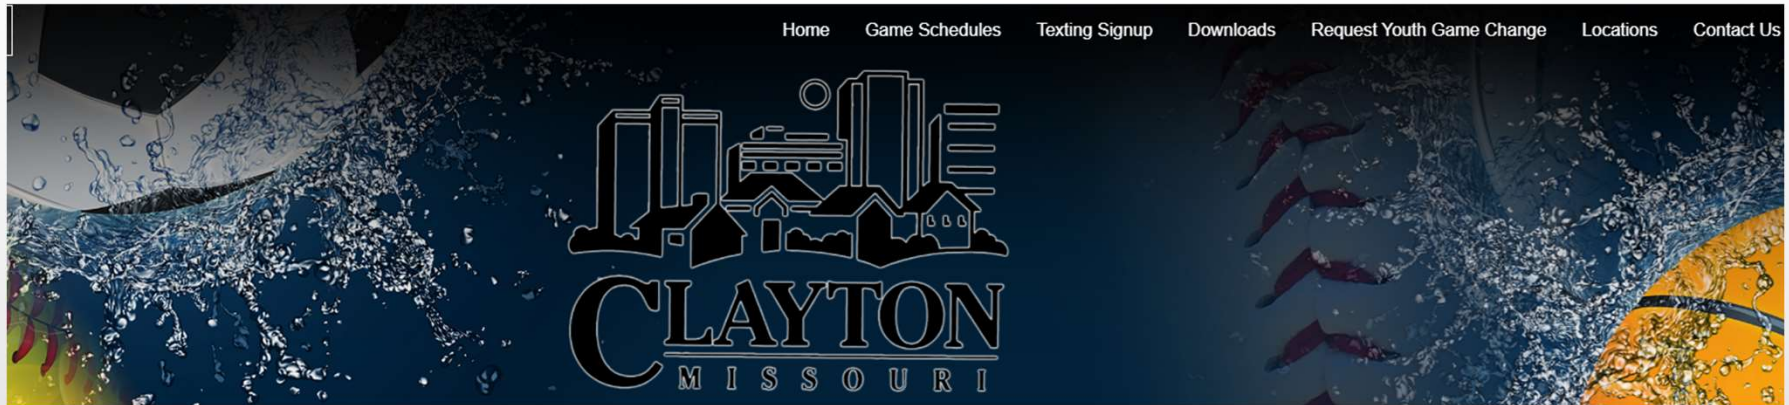 Home Game Schedules Texting Signup Downloads Request Youth Game Change Locations Contact Us
CLAYTON
MISSOURI